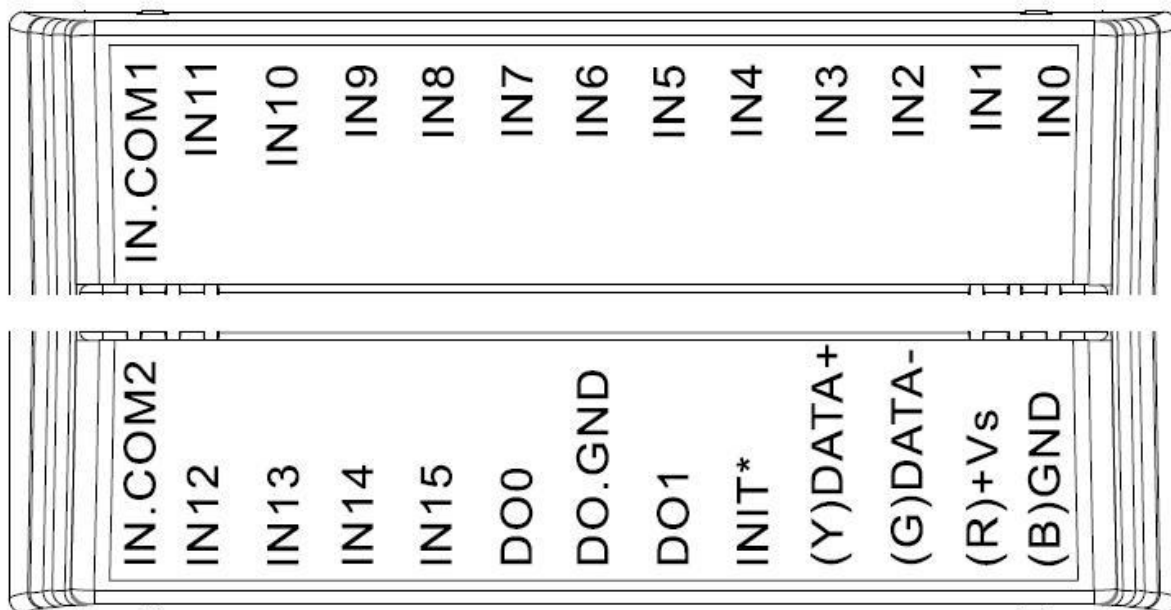 IN.COM1
IN11
IN10
IN9
IN8
IN7
IN6
IN5
IN4
IN3
IN2
IN1
IN0
IN.COM2
IN12
IN13
IN14
IN15
DO0
DO.GND
DO1
INIT*
(Y)DATA+
(G)DATA-
(R)+Vs
(B)GND